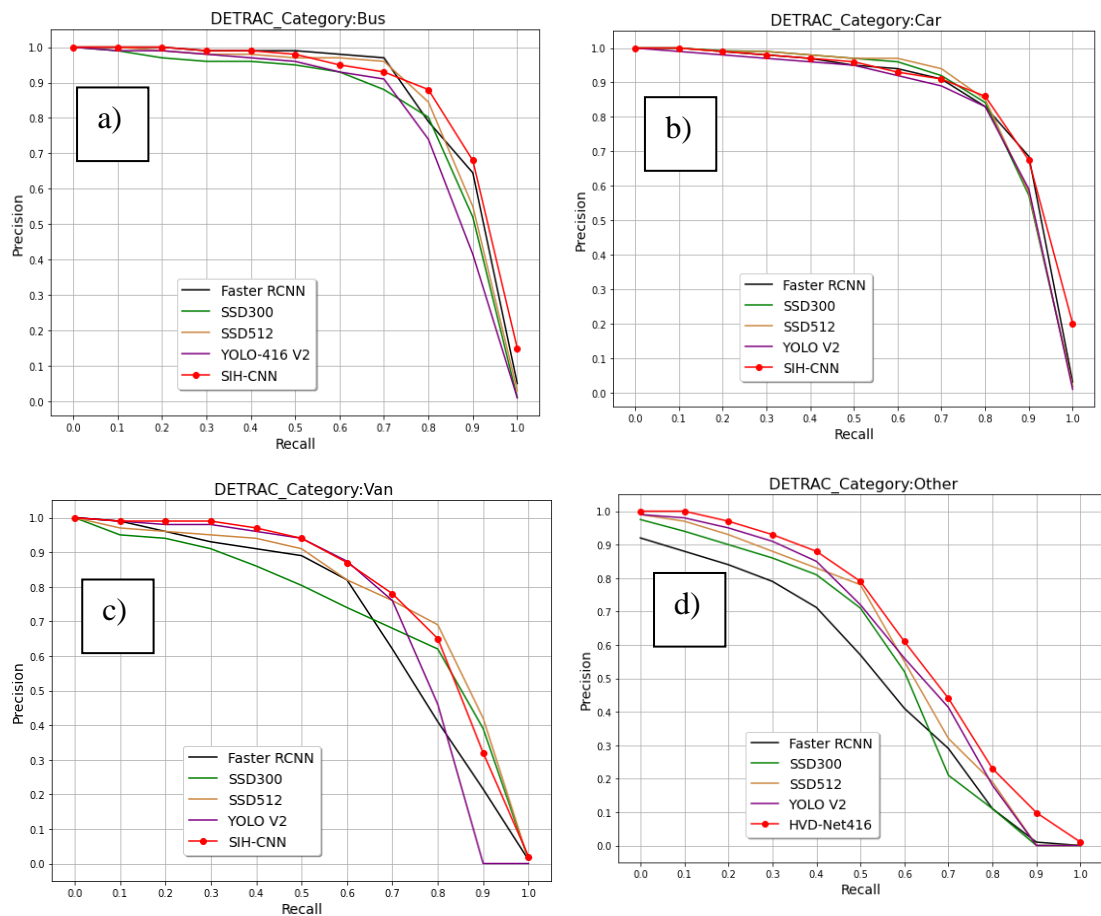 DETRAC_Category:Bus
a)
Precision
1.0
0.9
0.8
0.7
0.6
0.5
0.4
0.3
0.2
0.1
0.0
Faster RCNN
SSD300
SSD512
YOLO-416 V2
SIH-CNN
0.0 0.1 0.2 0.3 0.4 0.5 0.6 0.7 0.8 0.9 1.0
Recall
DETRAC_Category:Car
b)
Precision
1.0
0.9
0.8
0.7
0.6
0.5
0.4
0.3
0.2
0.1
0.0
Faster RCNN
SSD300
SSD512
YOLO V2
SIH-CNN
0.0 0.1 0.2 0.3 0.4 0.5 0.6 0.7 0.8 0.9 1.0
Recall
DETRAC_Category:Van
c)
Precision
1.0
0.9
0.8
0.7
0.6
0.5
0.4
0.3
0.2
0.1
0.0
Faster RCNN
SSD300
SSD512
YOLO V2
SIH-CNN
0.0 0.1 0.2 0.3 0.4 0.5 0.6 0.7 0.8 0.9 1.0
Recall
DETRAC_Category:Other
d)
Precision
1.0
0.9
0.8
0.7
0.6
0.5
0.4
0.3
0.2
0.1
0.0
Faster RCNN
SSD300
SSD512
YOLO V2
HVD-Net416
0.0 0.1 0.2 0.3 0.4 0.5 0.6 0.7 0.8 0.9 1.0
Recall